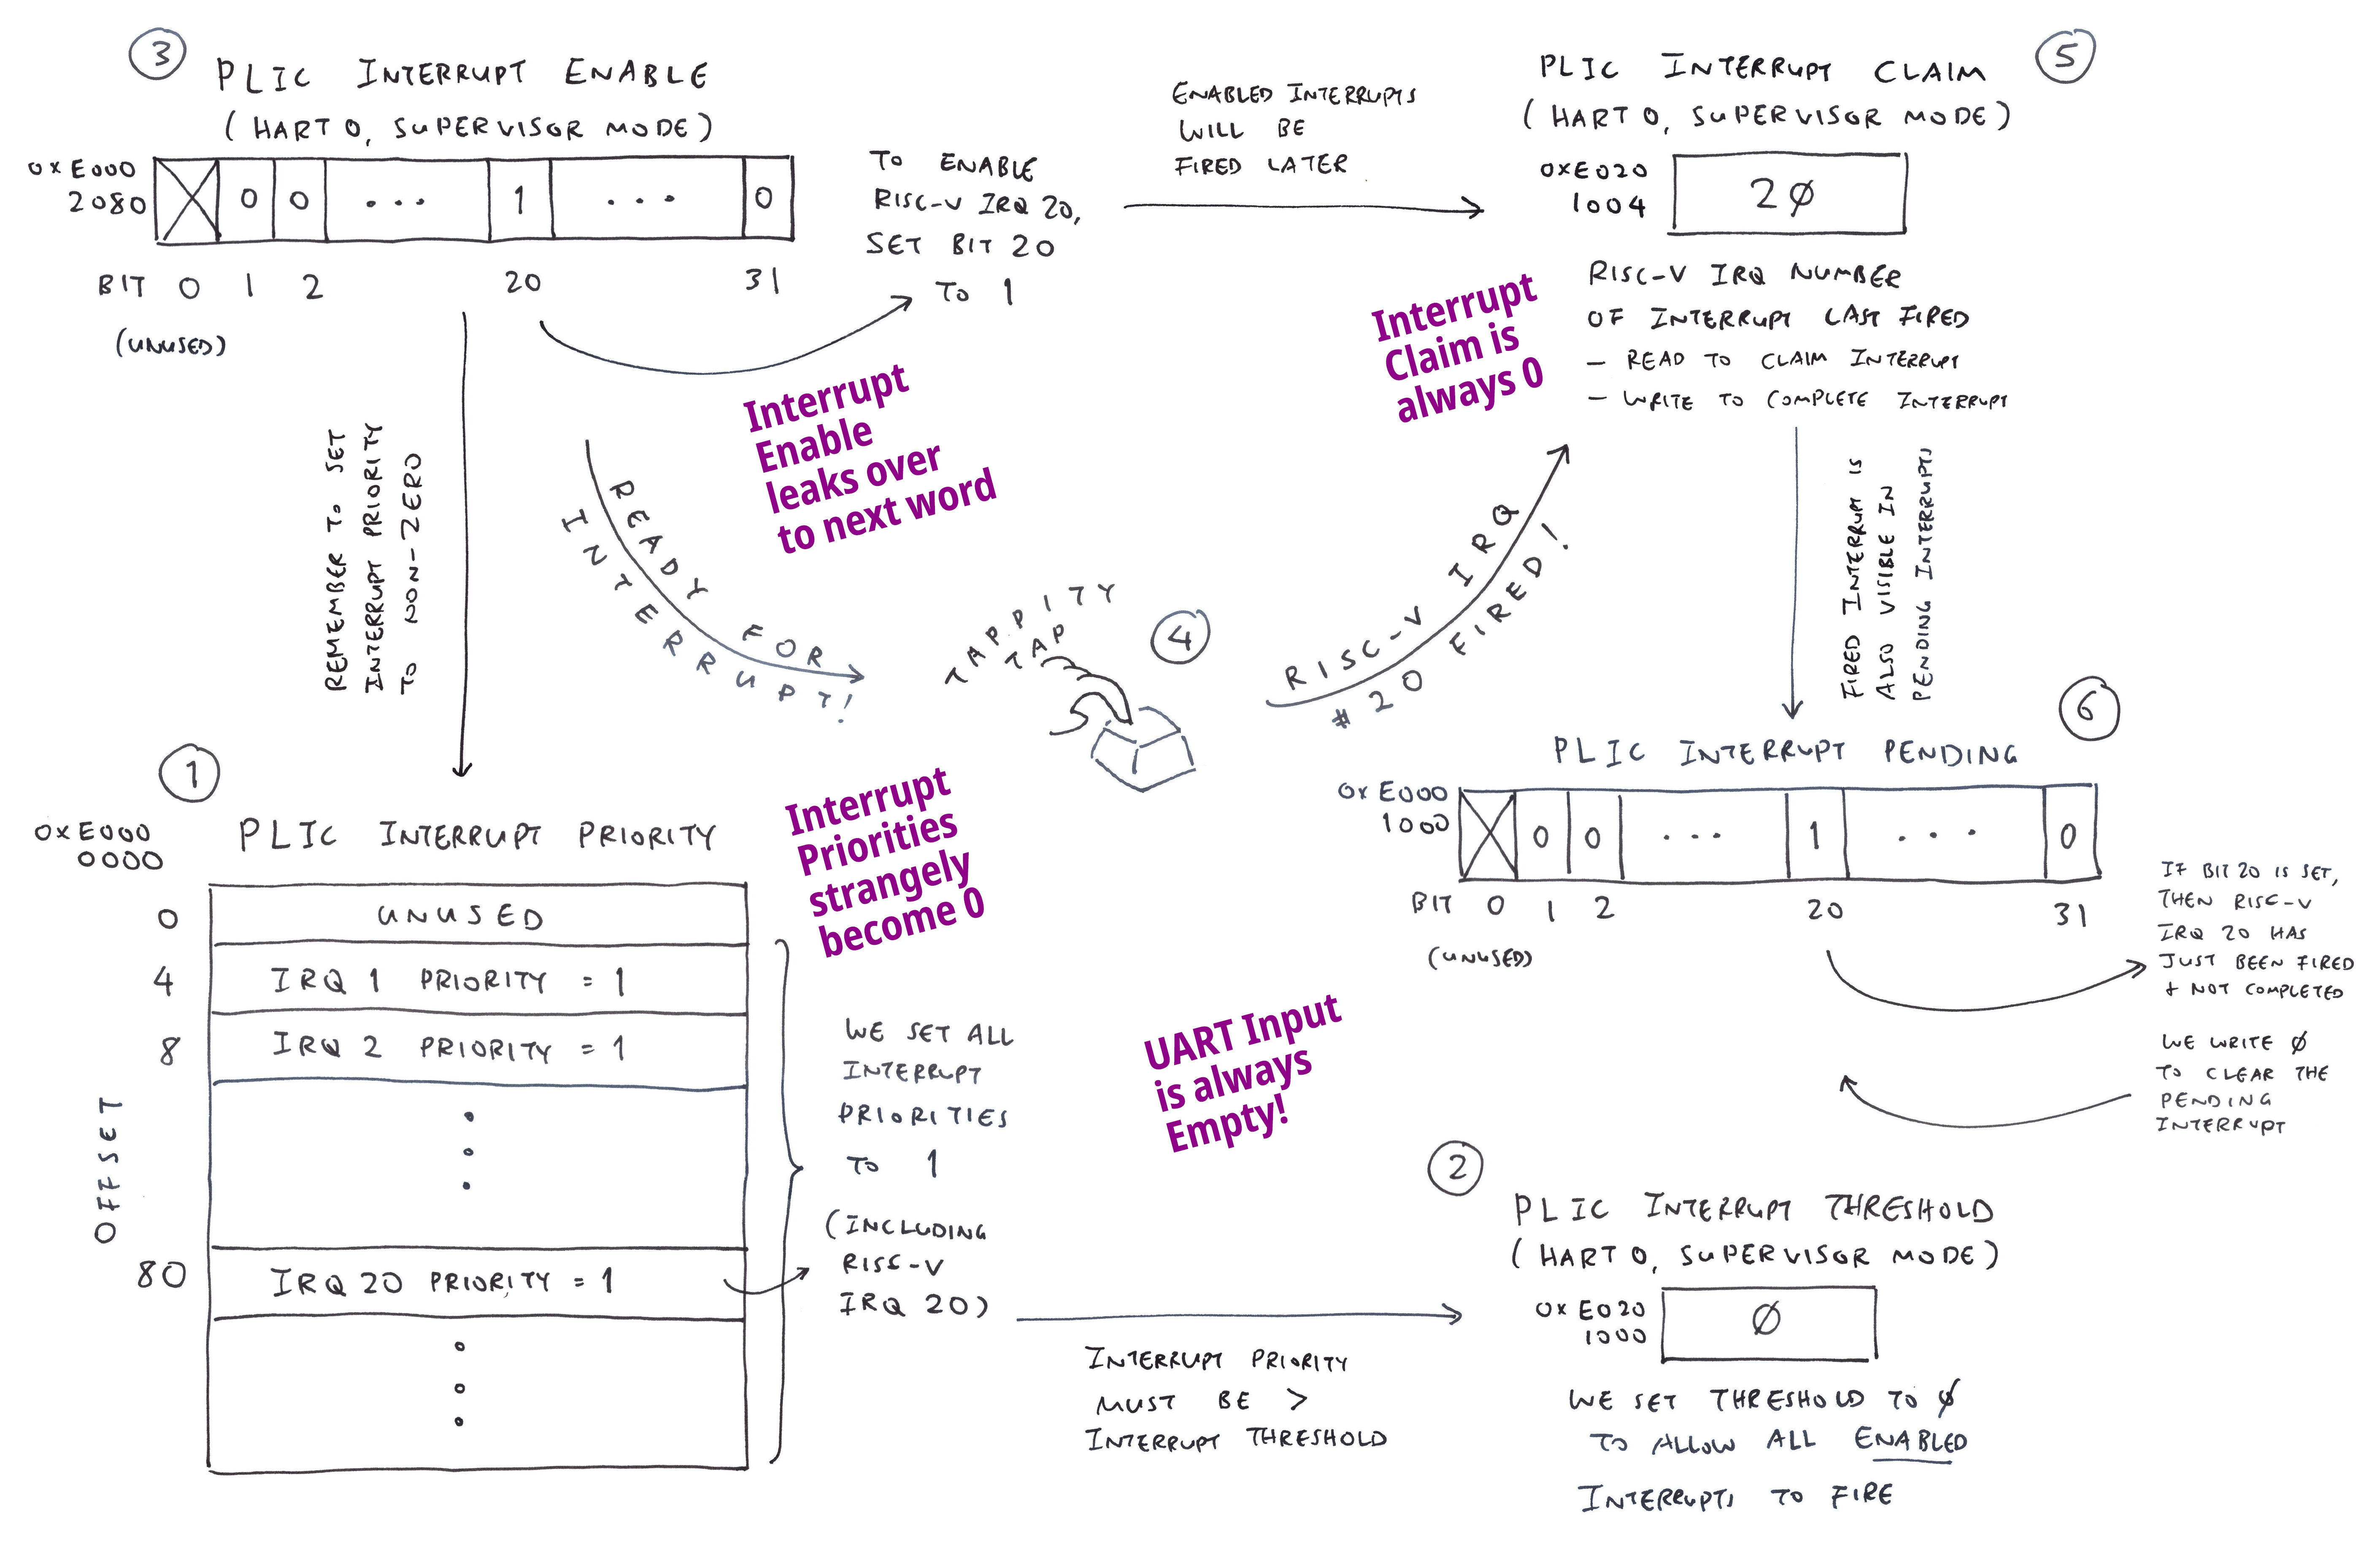 3
PLIC INTERRUPT ENABLE
(HART 0, SUPERVISOR MODE)
0xE000
2080
0
0
...
1
...
0
BIT 0 1 2 20 31
(UNUSED)
TO ENABLE
RISC-V IRQ 20,
SET BIT 20
TO 1
ENABLED INTERRUPTS
WILL BE
FIRED LATER
5
PLIC INTERRUPT CLAIM
(HART 0, SUPERVISOR MODE)
0xE020
1004
2Ø
RISC-V IRQ NUMBER
OF INTERRUPT LAST FIRED
- READ TO CLAIM INTERRUPT
- WRITE TO COMPLETE INTERRUPT
Interrupt
Enable
leaks over
to next word
Interrupt
Claim is
always 0
REMEMBER TO SET
INTERRUPT PRIORITY
TO NON-ZERO
READY FOR
INTERRUPT!
TAPPITY
TAP
4
RISC-V IRQ
#20 FIRED!
FIRED INTERRUPT IS
ALSO VISIBLE IN
PENDING INTERRUPTS
6
PLIC INTERRUPT PENDING
0xE000
1000
0
0
...
1
...
0
BIT 0 1 2 20 31
(UNUSED)
IF BIT 20 IS SET,
THEN RISC-V
IRQ 20 HAS
JUST BEEN FIRED
+ NOT COMPLETED
WE WRITE Ø
TO CLEAR THE
PENDING
INTERRUPT
1
0xE000
0000
PLIC INTERRUPT PRIORITY
Interrupt
Priorities
strangely
become 0
OFFSET
0 UNUSED
4 IRQ 1 PRIORITY = 1
8 IRQ 2 PRIORITY = 1
80 IRQ 20 PRIORITY = 1
WE SET ALL
INTERRUPT
PRIORITIES
TO 1
(INCLUDING
RISC-V
IRQ 20)
UART Input
is always
Empty!
INTERRUPT PRIORITY
MUST BE >
INTERRUPT THRESHOLD
2
PLIC INTERRUPT THRESHOLD
(HART 0, SUPERVISOR MODE)
0xE020
1000
Ø
WE SET THRESHOLD TO Ø
TO ALLOW ALL ENABLED
INTERRUPTS TO FIRE